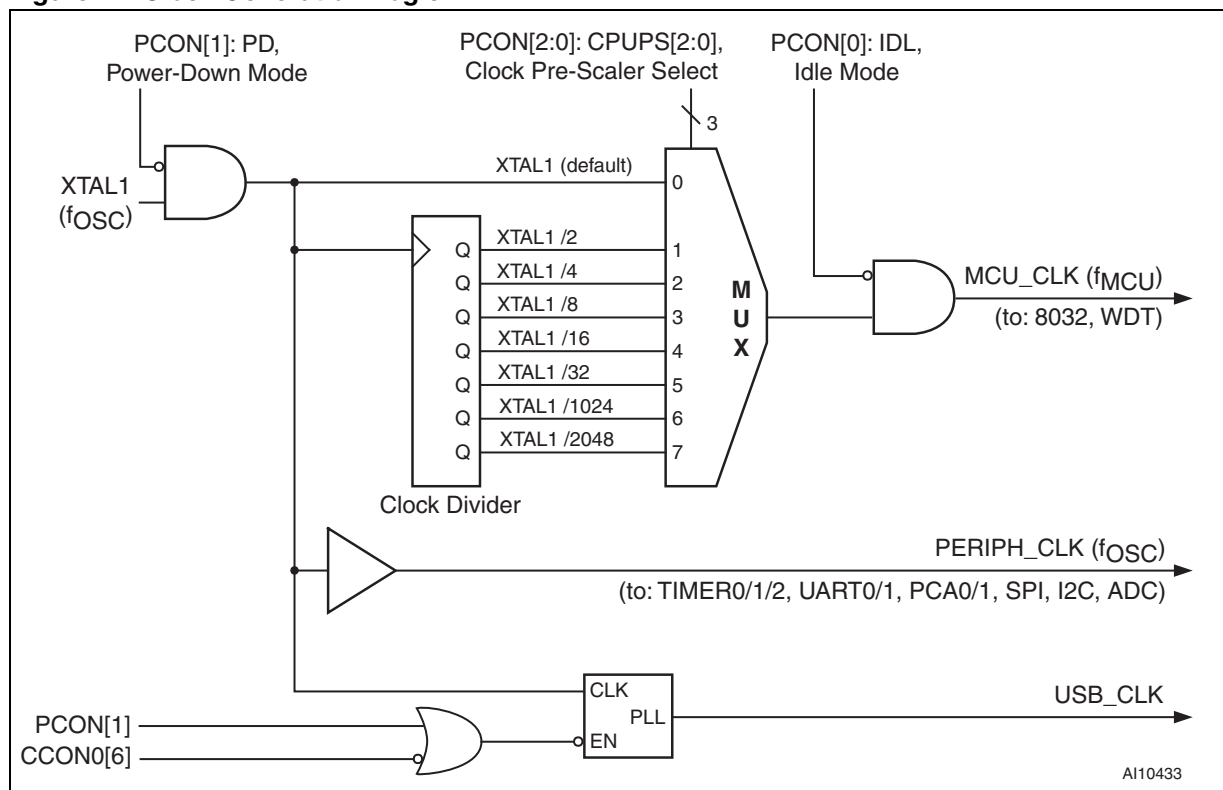 PCON[1]: PD,
Power-Down Mode
PCON[2:0]: CPUPS[2:0],
Clock Pre-Scaler Select
PCON[0]: IDL,
Idle Mode
3
XTAL1
(fOSC)
XTAL1 (default)
0
Q XTAL1 /2 1
Q XTAL1 /4 2
Q XTAL1 /8 3
Q XTAL1 /16 4
Q XTAL1 /32 5
Q XTAL1 /1024 6
Q XTAL1 /2048 7
M
U
X
Clock Divider
MCU_CLK (fMCU)
(to: 8032, WDT)
PERIPH_CLK (fOSC)
(to: TIMER0/1/2, UART0/1, PCA0/1, SPI, I2C, ADC)
CLK
PLL
EN
USB_CLK
PCON[1]
CCON0[6]
AI10433